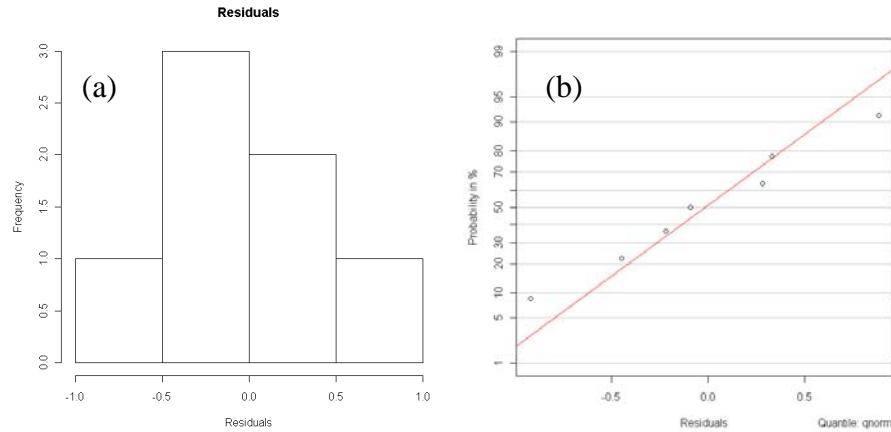 Residuals
(a)
Frequency
3.0
2.5
2.0
1.5
1.0
0.5
0.0
-1.0 -0.5 0.0 0.5 1.0
Residuals
(b)
Probability in %
99
95
90
80
70
50
30
20
10
5
1
-0.5 0.0 0.5
Residuals Quantile: qnorm